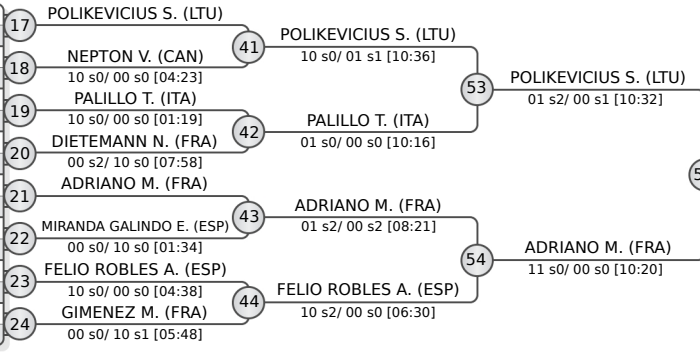 17
POLIKEVICIUS S. (LTU)
18
NEPTON V. (CAN)
10 s0/ 00 s0 [04:23]
19
PALILLO T. (ITA)
10 s0/ 00 s0 [01:19]
20
DIETEMANN N. (FRA)
00 s2/ 10 s0 [07:58]
21
ADRIANO M. (FRA)
22
MIRANDA GALINDO E. (ESP)
00 s0/ 10 s0 [01:34]
23
FELIO ROBLES A. (ESP)
10 s0/ 00 s0 [04:38]
24
GIMENEZ M. (FRA)
00 s0/ 10 s1 [05:48]
41
POLIKEVICIUS S. (LTU)
10 s0/ 01 s1 [10:36]
42
PALILLO T. (ITA)
01 s0/ 00 s0 [10:16]
43
ADRIANO M. (FRA)
01 s2/ 00 s2 [08:21]
44
FELIO ROBLES A. (ESP)
10 s2/ 00 s0 [06:30]
53
POLIKEVICIUS S. (LTU)
01 s2/ 00 s1 [10:32]
54
ADRIANO M. (FRA)
11 s0/ 00 s0 [10:20]